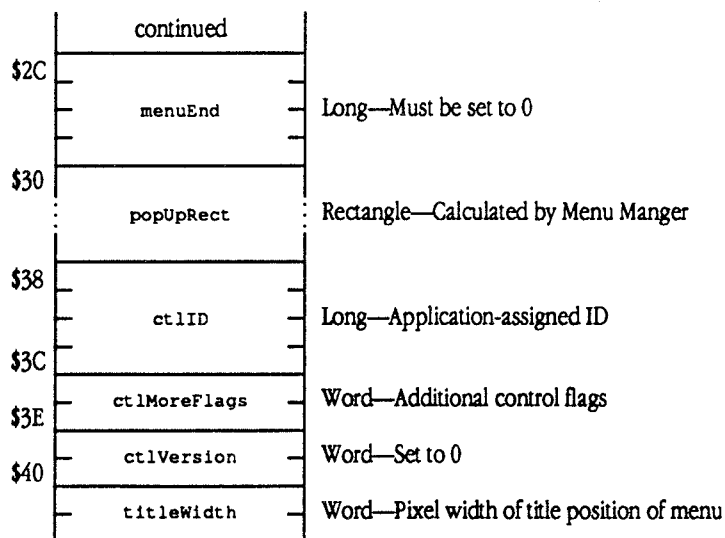 continued
$2C
menuEnd Long—Must be set to 0
$30
popUpRect Rectangle—Calculated by Menu Manger
$38
ctlID Long—Application-assigned ID
$3C
ctlMoreFlags Word—Additional control flags
$3E
ctlVersion Word—Set to 0
$40
titleWidth Word—Pixel width of title position of menu